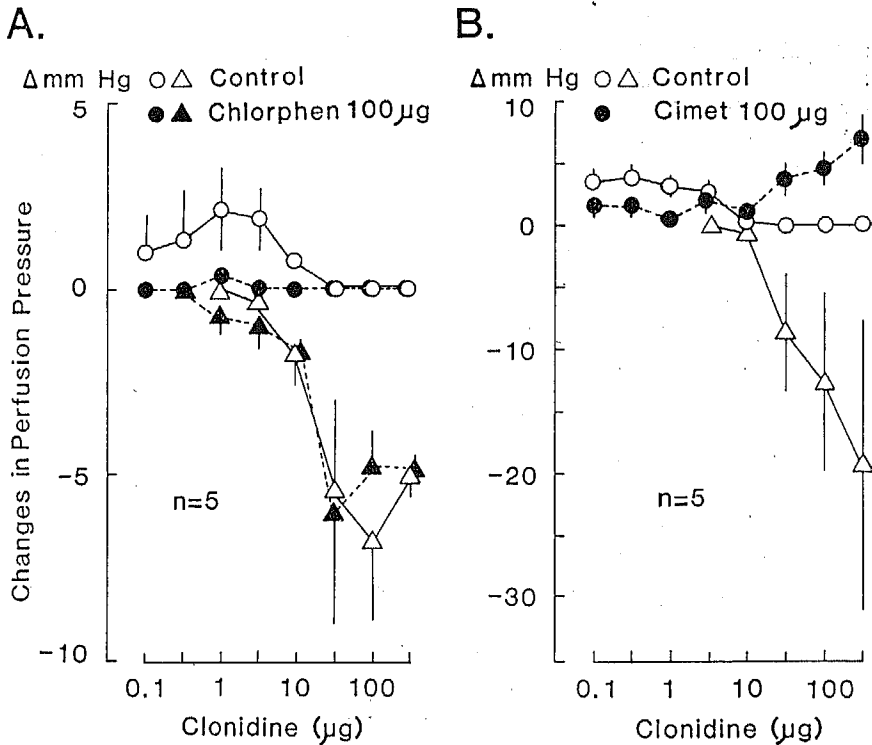 A.
Δ mm Hg ○ △ Control
● ▲ Chlorphen 100 µg
5
0
-5
-10
Changes in Perfusion Pressure
n=5
0.1 1 10 100
Clonidine (µg)
B.
Δ mm Hg ○ △ Control
● Cimet 100 µg
10
0
-10
-20
-30
n=5
0.1 1 10 100
Clonidine (µg)